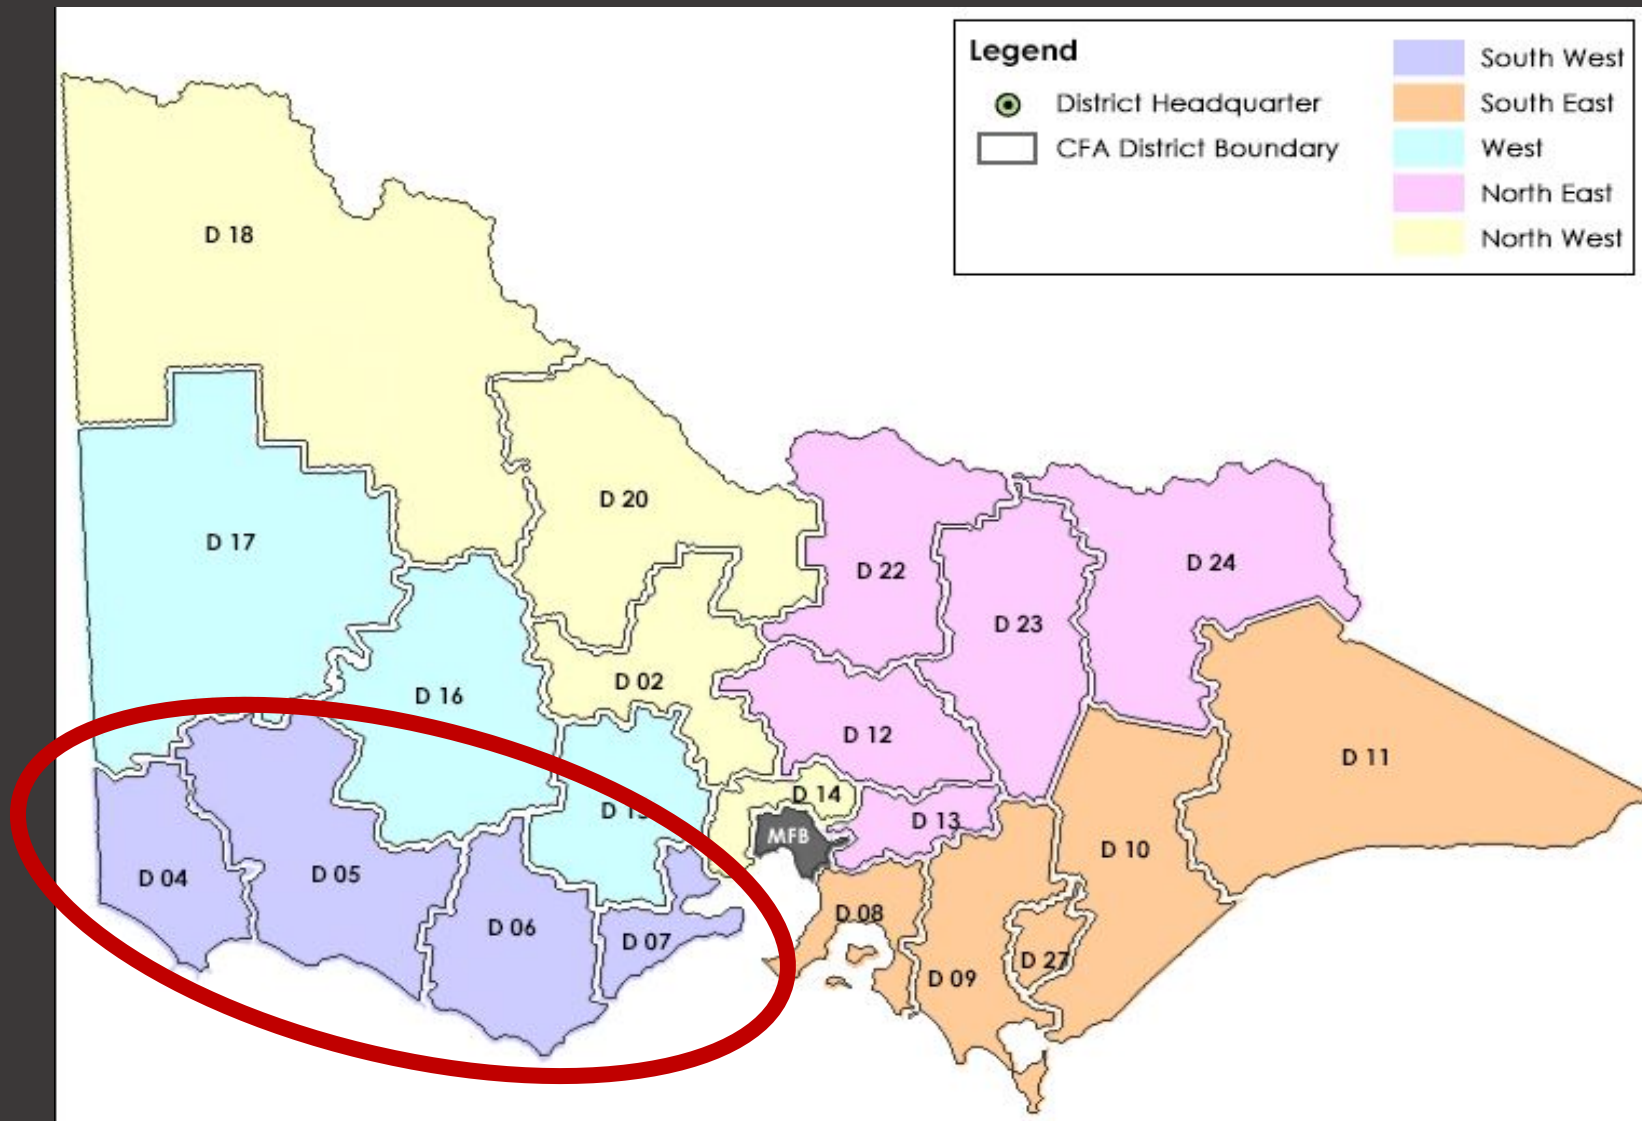 Legend
District Headquarter
CFA District Boundary
South West
South East
West
North East
North West
D 18
D 20
D 17
D 22
D 24
D 23
D 16
D 02
D 12
D 11
D 14
D 13
MFB
D 10
D 04
D 05
D 08
D 06
D 07
D 09
D 27